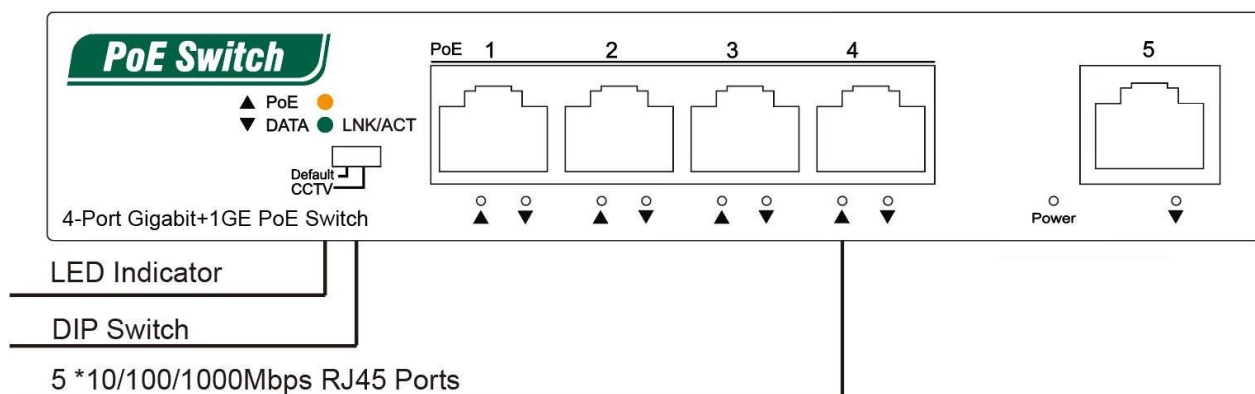 PoE Switch
PoE 1 2 3 4 5
▲ PoE
▼ DATA LNK/ACT
Default
CCTV
4-Port Gigabit+1GE PoE Switch
Power
LED Indicator
DIP Switch
5 *10/100/1000Mbps RJ45 Ports